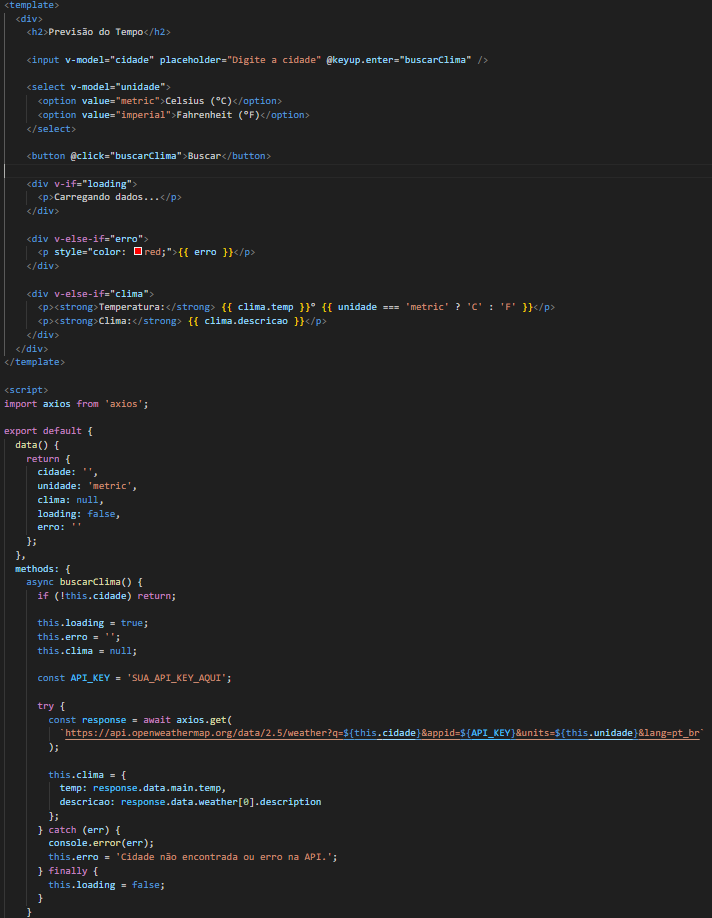 <template>
<div>
<h2>Previsão do Tempo</h2>
<input v-model="cidade" placeholder="Digite a cidade" @keyup.enter="buscarClima" />
<select v-model="unidade">
<option value="metric">Celsius (ºC)</option>
<option value="imperial">Fahrenheit (ºF)</option>
</select>
<button @click="buscarClima">Buscar</button>
<div v-if="loading">
<p>Carregando dados...</p>
</div>
<div v-else-if="erro">
<p style="color: red;">{{ erro }}</p>
</div>
<div v-else-if="clima">
<p><strong>Temperatura:</strong> {{ clima.temp }}º {{ unidade === 'metric' ? 'C' : 'F' }}</p>
<p><strong>Clima:</strong> {{ clima.descricao }}</p>
</div>
</div>
</template>
<script>
import axios from 'axios';
export default {
data() {
return {
cidade: '',
unidade: 'metric',
clima: null,
loading: false,
erro: ''
};
},
methods: {
async buscarClima() {
if (!this.cidade) return;
this.loading = true;
this.erro = '';
this.clima = null;
const API_KEY = 'SUA_API_KEY_AQUI';
try {
const response = await axios.get(
`https://api.openweathermap.org/data/2.5/weather?q=${this.cidade}&appid=${API_KEY}&units=${this.unidade}&lang=pt_br`
);
this.clima = {
temp: response.data.main.temp,
descricao: response.data.weather[0].description
};
} catch (err) {
console.error(err);
this.erro = 'Cidade não encontrada ou erro na API.';
} finally {
this.loading = false;
}
}